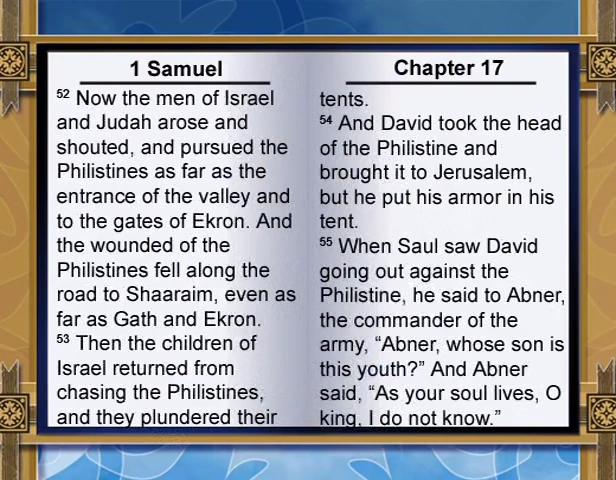 1 Samuel
⁵² Now the men of Israel
and Judah arose and
shouted, and pursued the
Philistines as far as the
entrance of the valley and
to the gates of Ekron. And
the wounded of the
Philistines fell along the
road to Shaaraim, even as
far as Gath and Ekron.
⁵³ Then the children of
Israel returned from
chasing the Philistines,
and they plundered their
Chapter 17
tents.
⁵⁴ And David took the head
of the Philistine and
brought it to Jerusalem,
but he put his armor in his
tent.
⁵⁵ When Saul saw David
going out against the
Philistine, he said to Abner,
the commander of the
army, “Abner, whose son is
this youth?” And Abner
said, “As your soul lives, O
king, I do not know.”